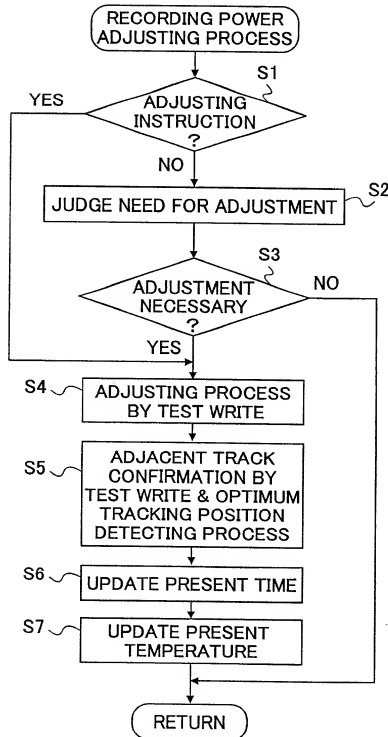 RECORDING POWER
ADJUSTING PROCESS
S1
YES
ADJUSTING
INSTRUCTION
?
NO
S2
JUDGE NEED FOR ADJUSTMENT
S3
NO
ADJUSTMENT
NECESSARY
?
YES
S4
ADJUSTING PROCESS
BY TEST WRITE
S5
ADJACENT TRACK
CONFIRMATION BY
TEST WRITE & OPTIMUM
TRACKING POSITION
DETECTING PROCESS
S6
UPDATE PRESENT TIME
S7
UPDATE PRESENT
TEMPERATURE
RETURN